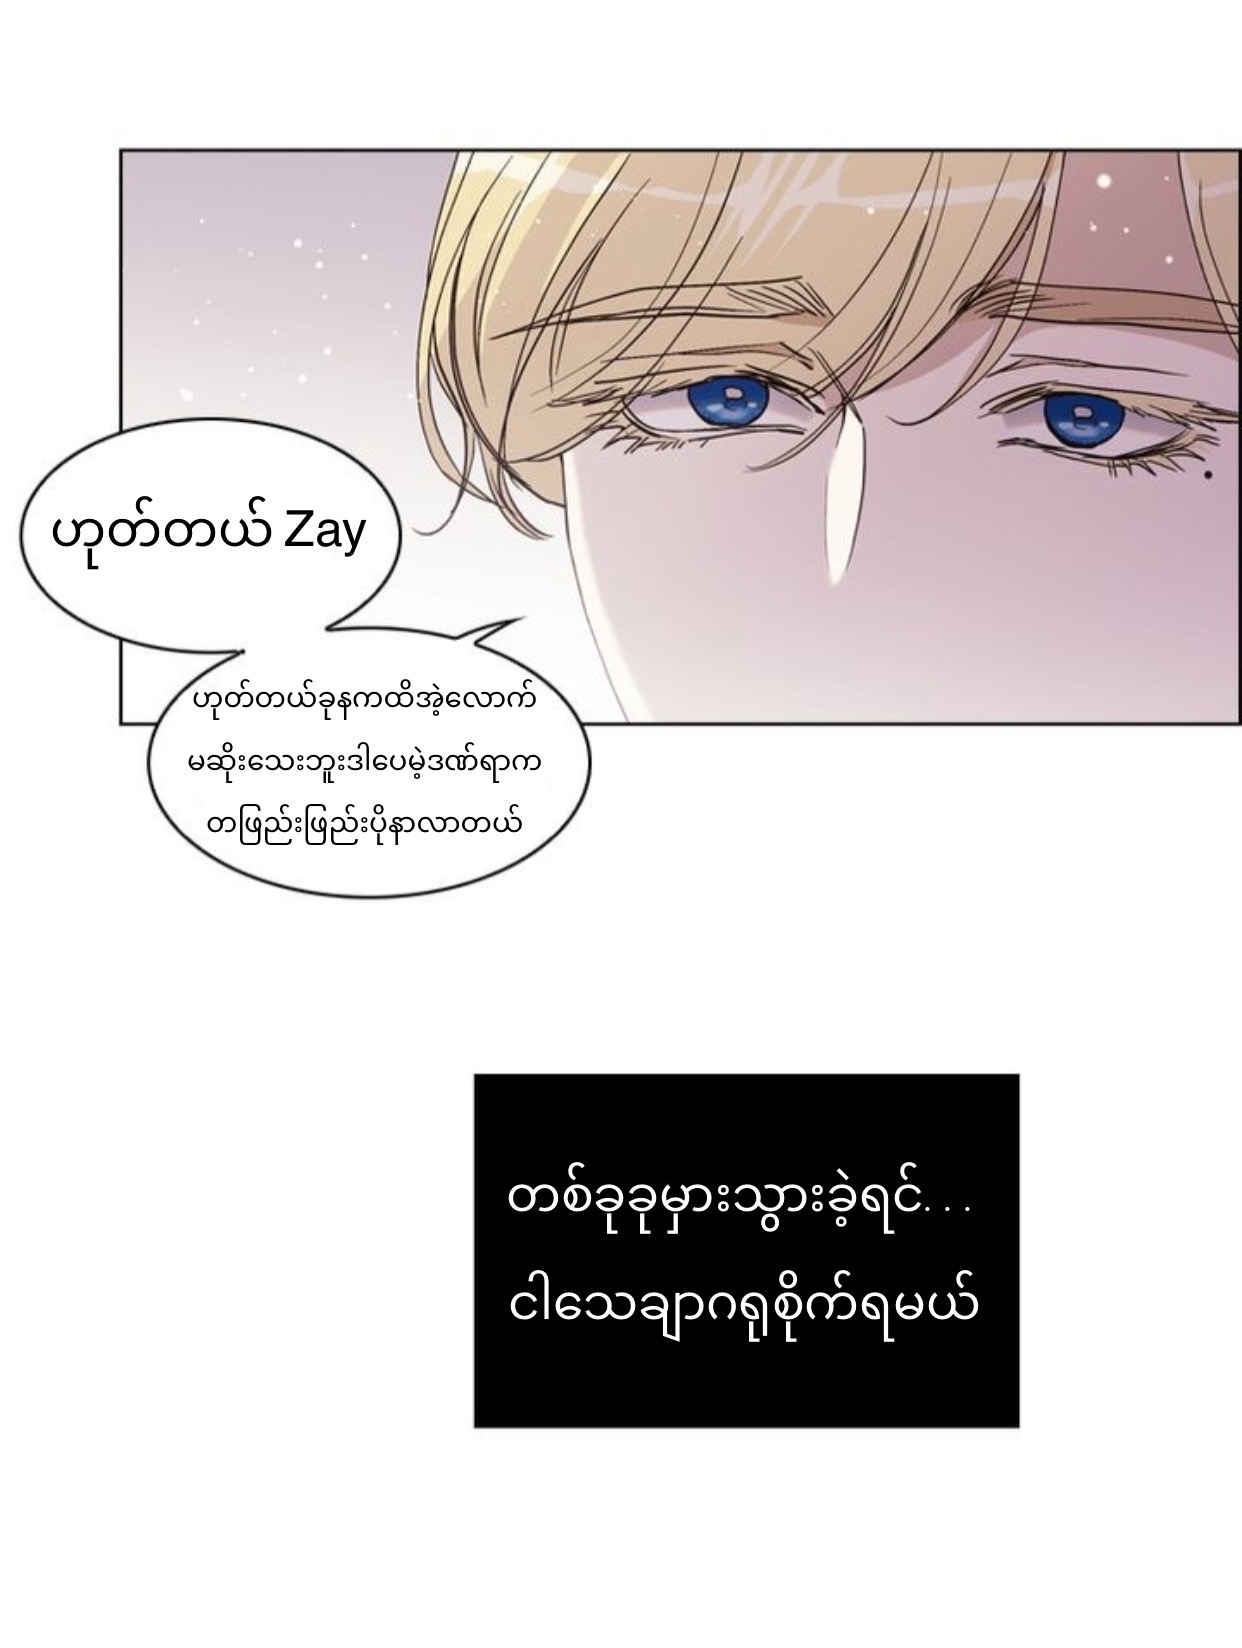 ဟုတ်တယ် Zay
ဟုတ်တယ်ခုနကထိအဲ့လောက်
မဆိုးသေးဘူးဒါပေမဲ့ဒဏ်ရာက
တဖြည်းဖြည်းပိုနာလာတယ်
တစ်ခုခုမှားသွားခဲ့ရင်...
ငါသေချာဂရုစိုက်ရမယ်